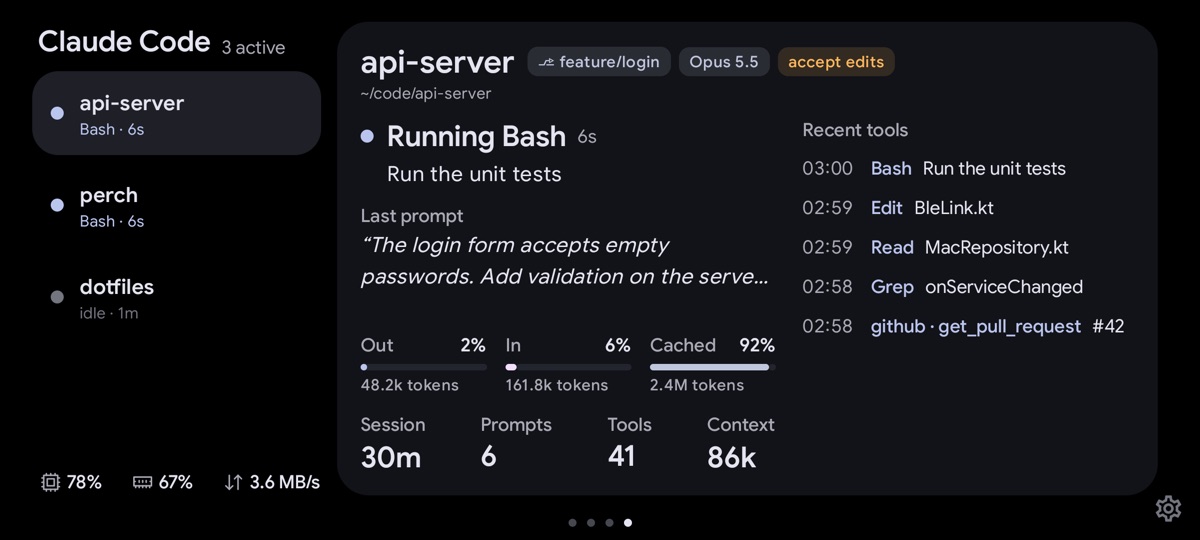 Claude Code 3 active
api-server
Bash · 6s
perch
Bash · 6s
dotfiles
idle · 1m
78% 67% 3.6 MB/s
api-server feature/login Opus 5.5 accept edits
~/code/api-server
Running Bash 6s
Run the unit tests
Last prompt
“The login form accepts empty
passwords. Add validation on the serve…
Out 2% In 6% Cached 92%
48.2k tokens 161.8k tokens 2.4M tokens
Session Prompts Tools Context
30m 6 41 86k
Recent tools
03:00 Bash Run the unit tests
02:59 Edit BleLink.kt
02:59 Read MacRepository.kt
02:58 Grep onServiceChanged
02:58 github · get_pull_request #42